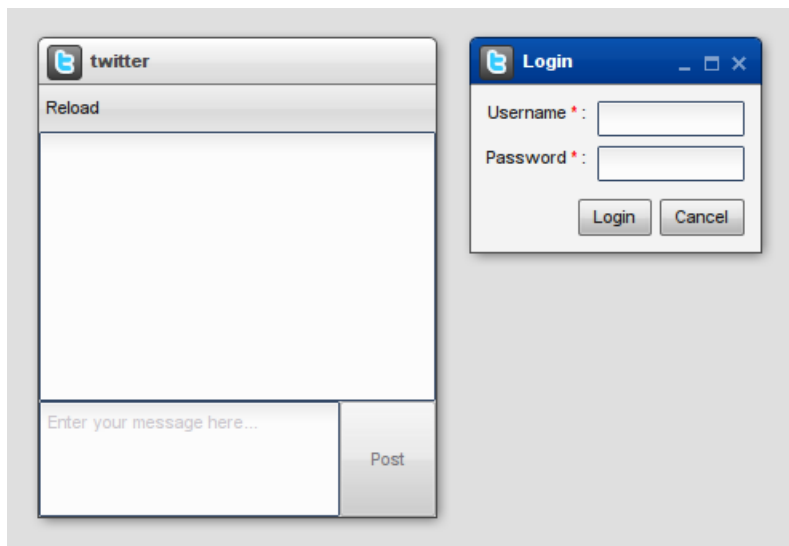 twitter
Reload
Enter your message here...
Post
Login
Username * :
Password * :
Login Cancel